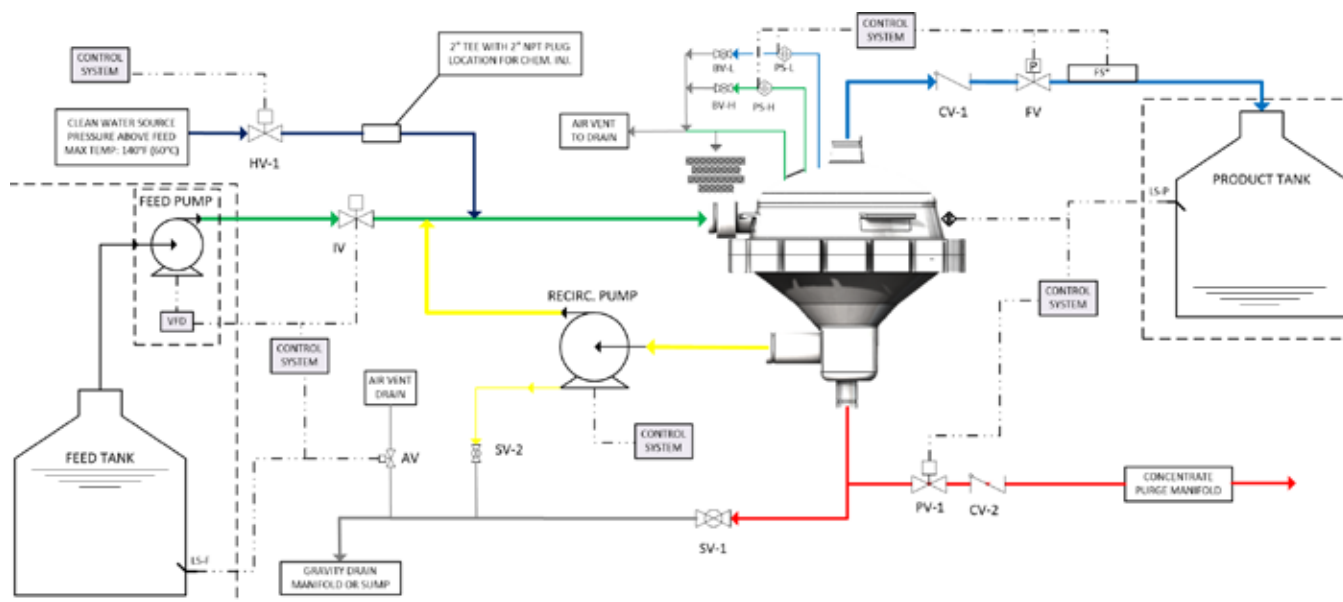 CONTROL
SYSTEM
2" TEE WITH 2" NPT PLUG
LOCATION FOR CHEM. INJ.
CLEAN WATER SOURCE
PRESSURE ABOVE FEED
MAX TEMP: 140°F (60°C)
HV-1
BV-L
PS-L
BV-H
PS-H
AIR VENT
TO DRAIN
CONTROL
SYSTEM
P
FS*
CV-1
FV
FEED PUMP
IV
VFD
CONTROL
SYSTEM
RECIRC. PUMP
LS-P
PRODUCT TANK
CONTROL
SYSTEM
AIR VENT
DRAIN
AV
SV-2
CONTROL
SYSTEM
FEED TANK
LS-F
GRAVITY DRAIN
MANIFOLD OR SUMP
SV-1
PV-1
CV-2
CONCENTRATE
PURGE MANIFOLD